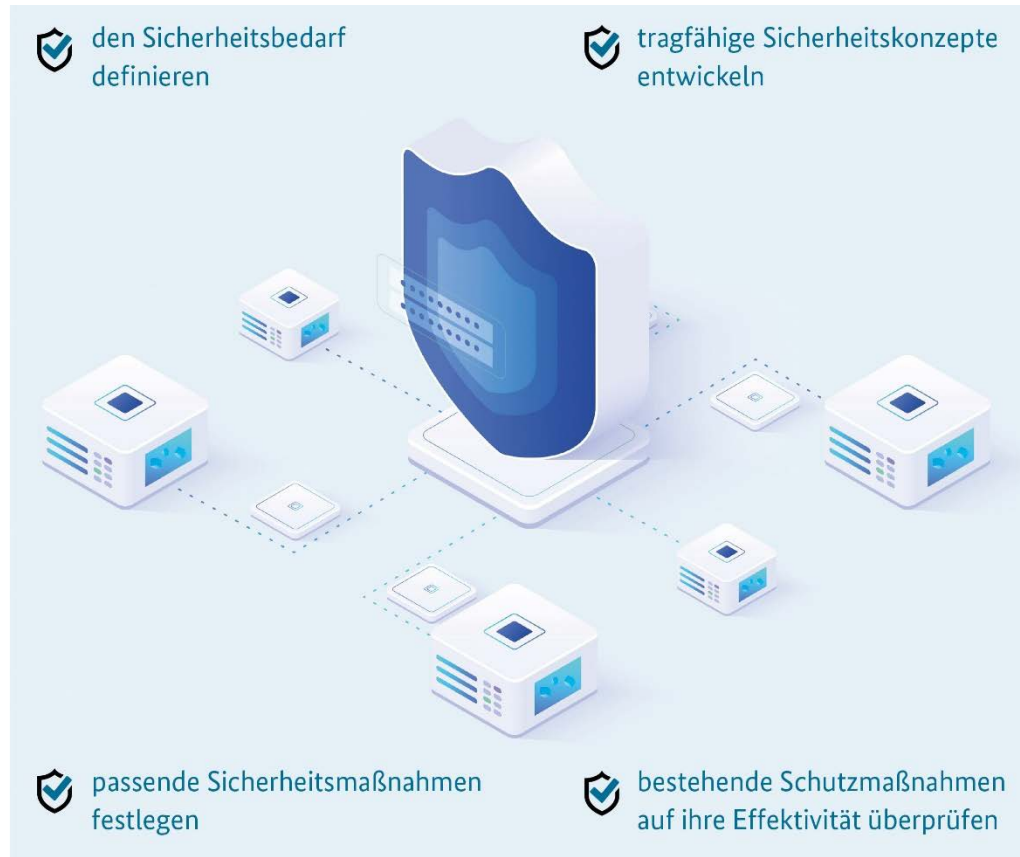 den Sicherheitsbedarf
definieren
tragfähige Sicherheitskonzepte
entwickeln
passende Sicherheitsmaßnahmen
festlegen
bestehende Schutzmaßnahmen
auf ihre Effektivität überprüfen